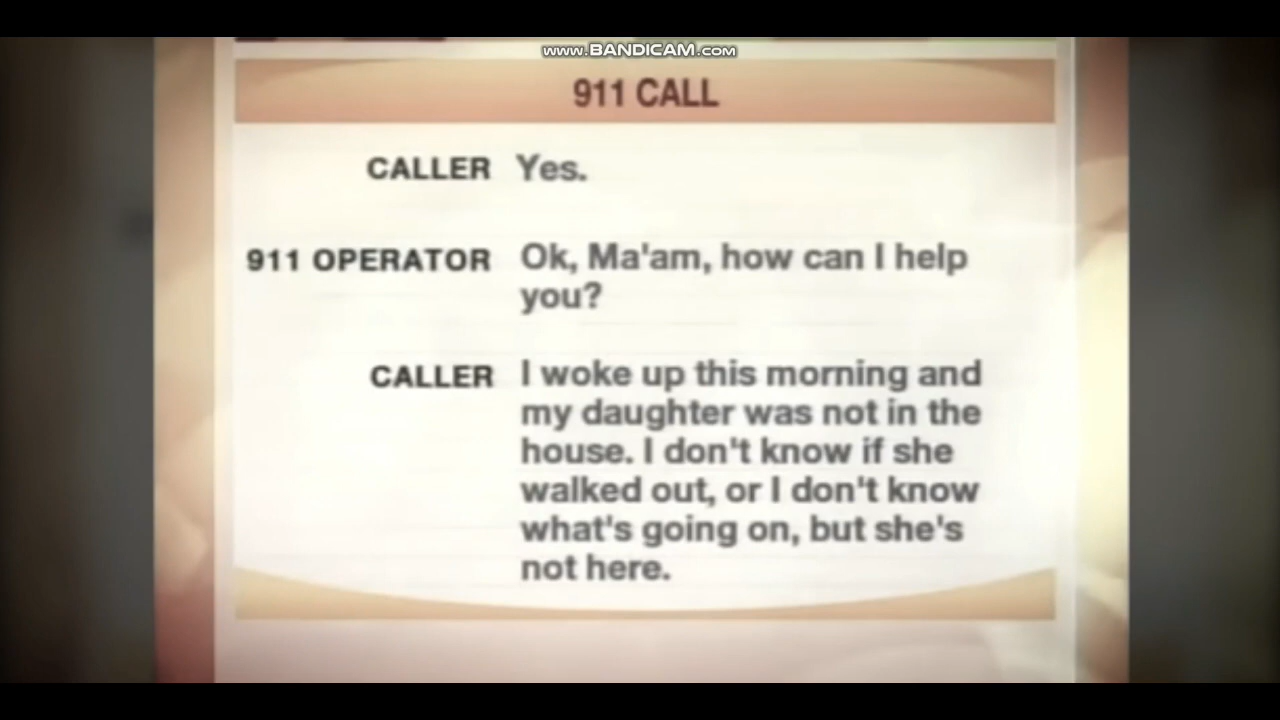 www.BANDICAM.com
911 CALL
CALLER Yes.
911 OPERATOR Ok, Ma'am, how can I help
you?
CALLER I woke up this morning and
my daughter was not in the
house. I don't know if she
walked out, or I don't know
what's going on, but she's
not here.